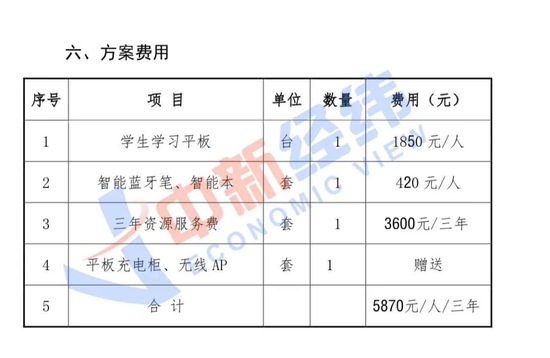 六、方案费用
序号 项 目 单位 数量 费用（元）
1 学生学习平板 台 1 1850 元/人
2 智能蓝牙笔、智能本 套 1 420 元/人
3 三年资源服务费 套 1 3600元/三年
4 平板充电柜、无线 AP 套 1 赠送
5 合 计 5870元/人/三年
中新经纬
ECONOMIC VIEW